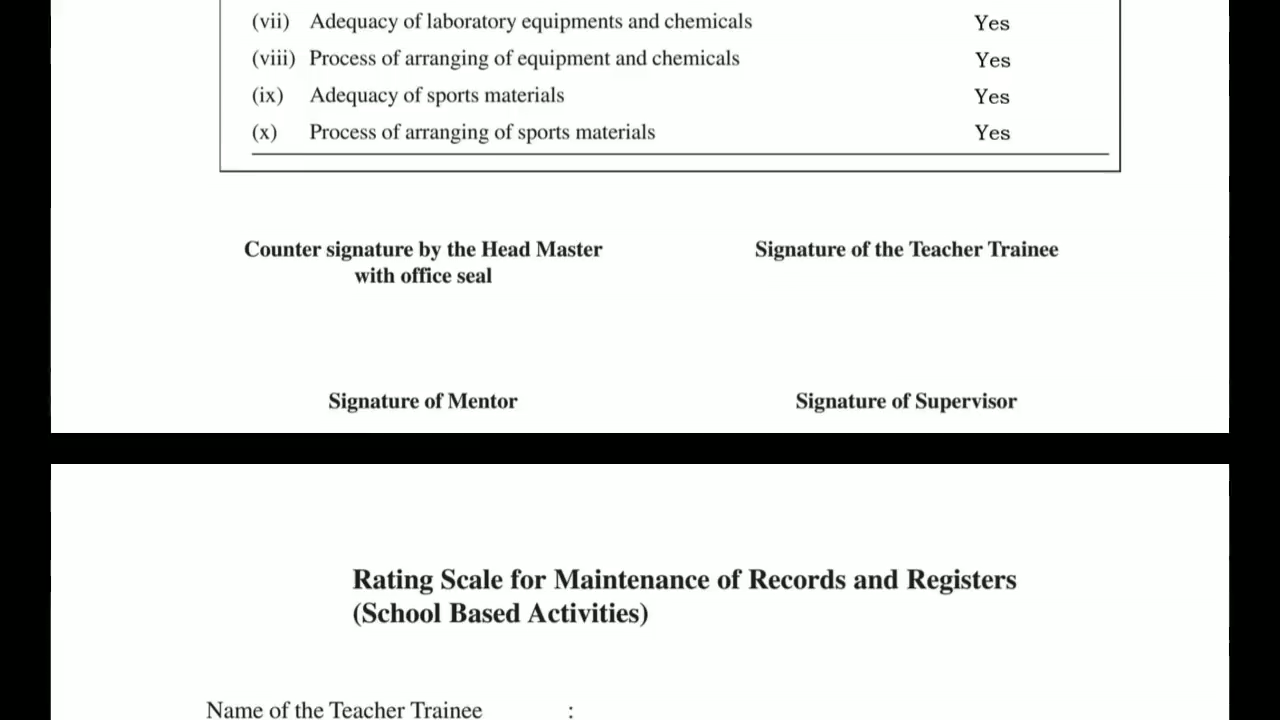 (vii) Adequacy of laboratory equipments and chemicals Yes
(viii) Process of arranging of equipment and chemicals Yes
(ix) Adequacy of sports materials Yes
(x) Process of arranging of sports materials Yes
Counter signature by the Head Master Signature of the Teacher Trainee
with office seal
Signature of Mentor Signature of Supervisor
Rating Scale for Maintenance of Records and Registers
(School Based Activities)
Name of the Teacher Trainee :